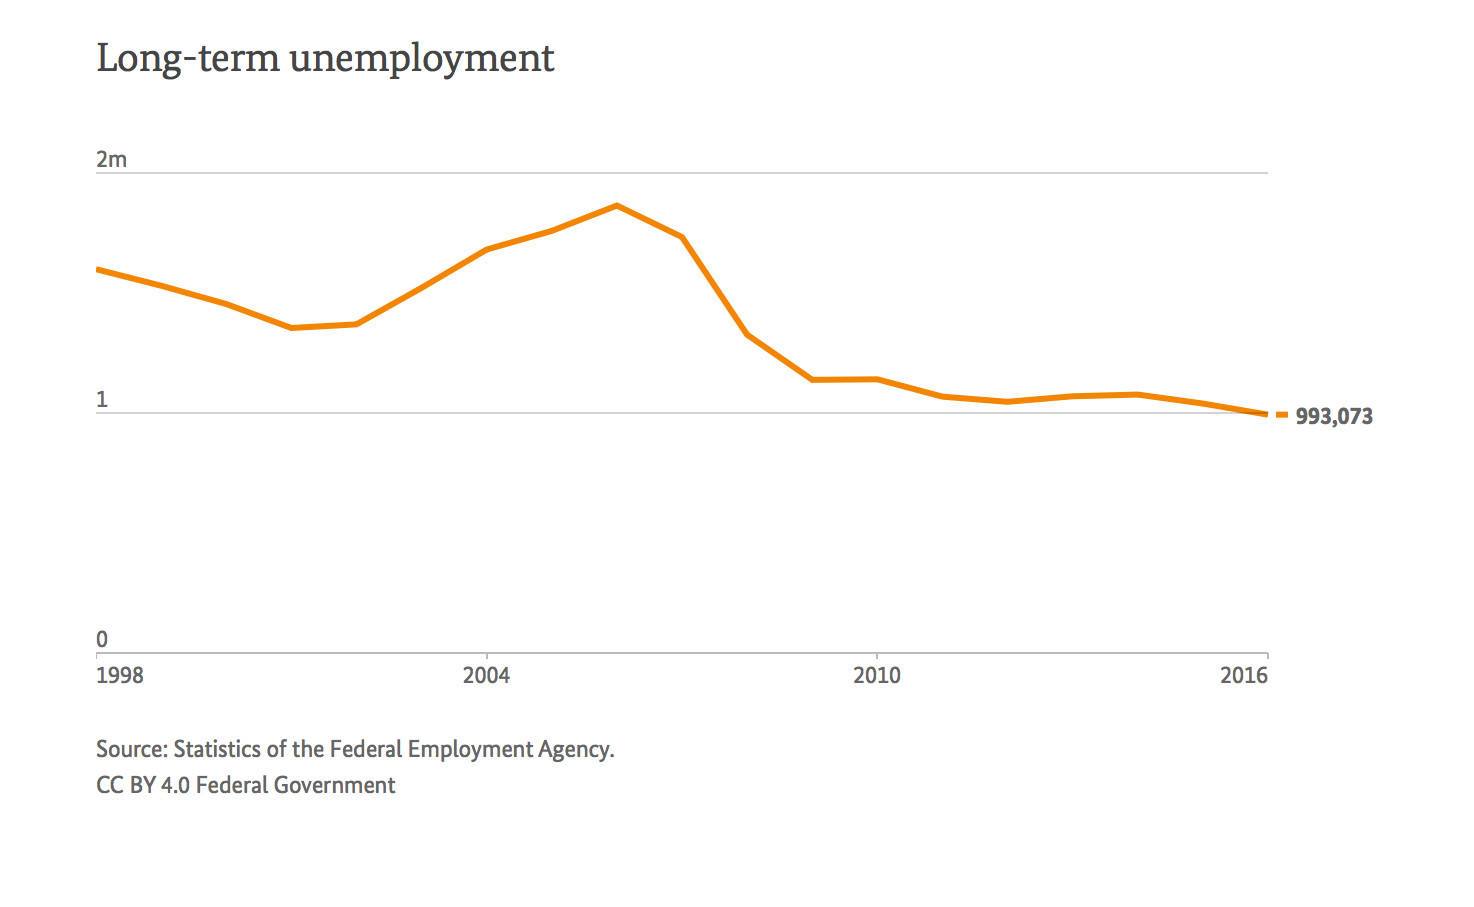 Long-term unemployment
2m
1
993,073
0
1998 2004 2010 2016
Source: Statistics of the Federal Employment Agency.
CC BY 4.0 Federal Government